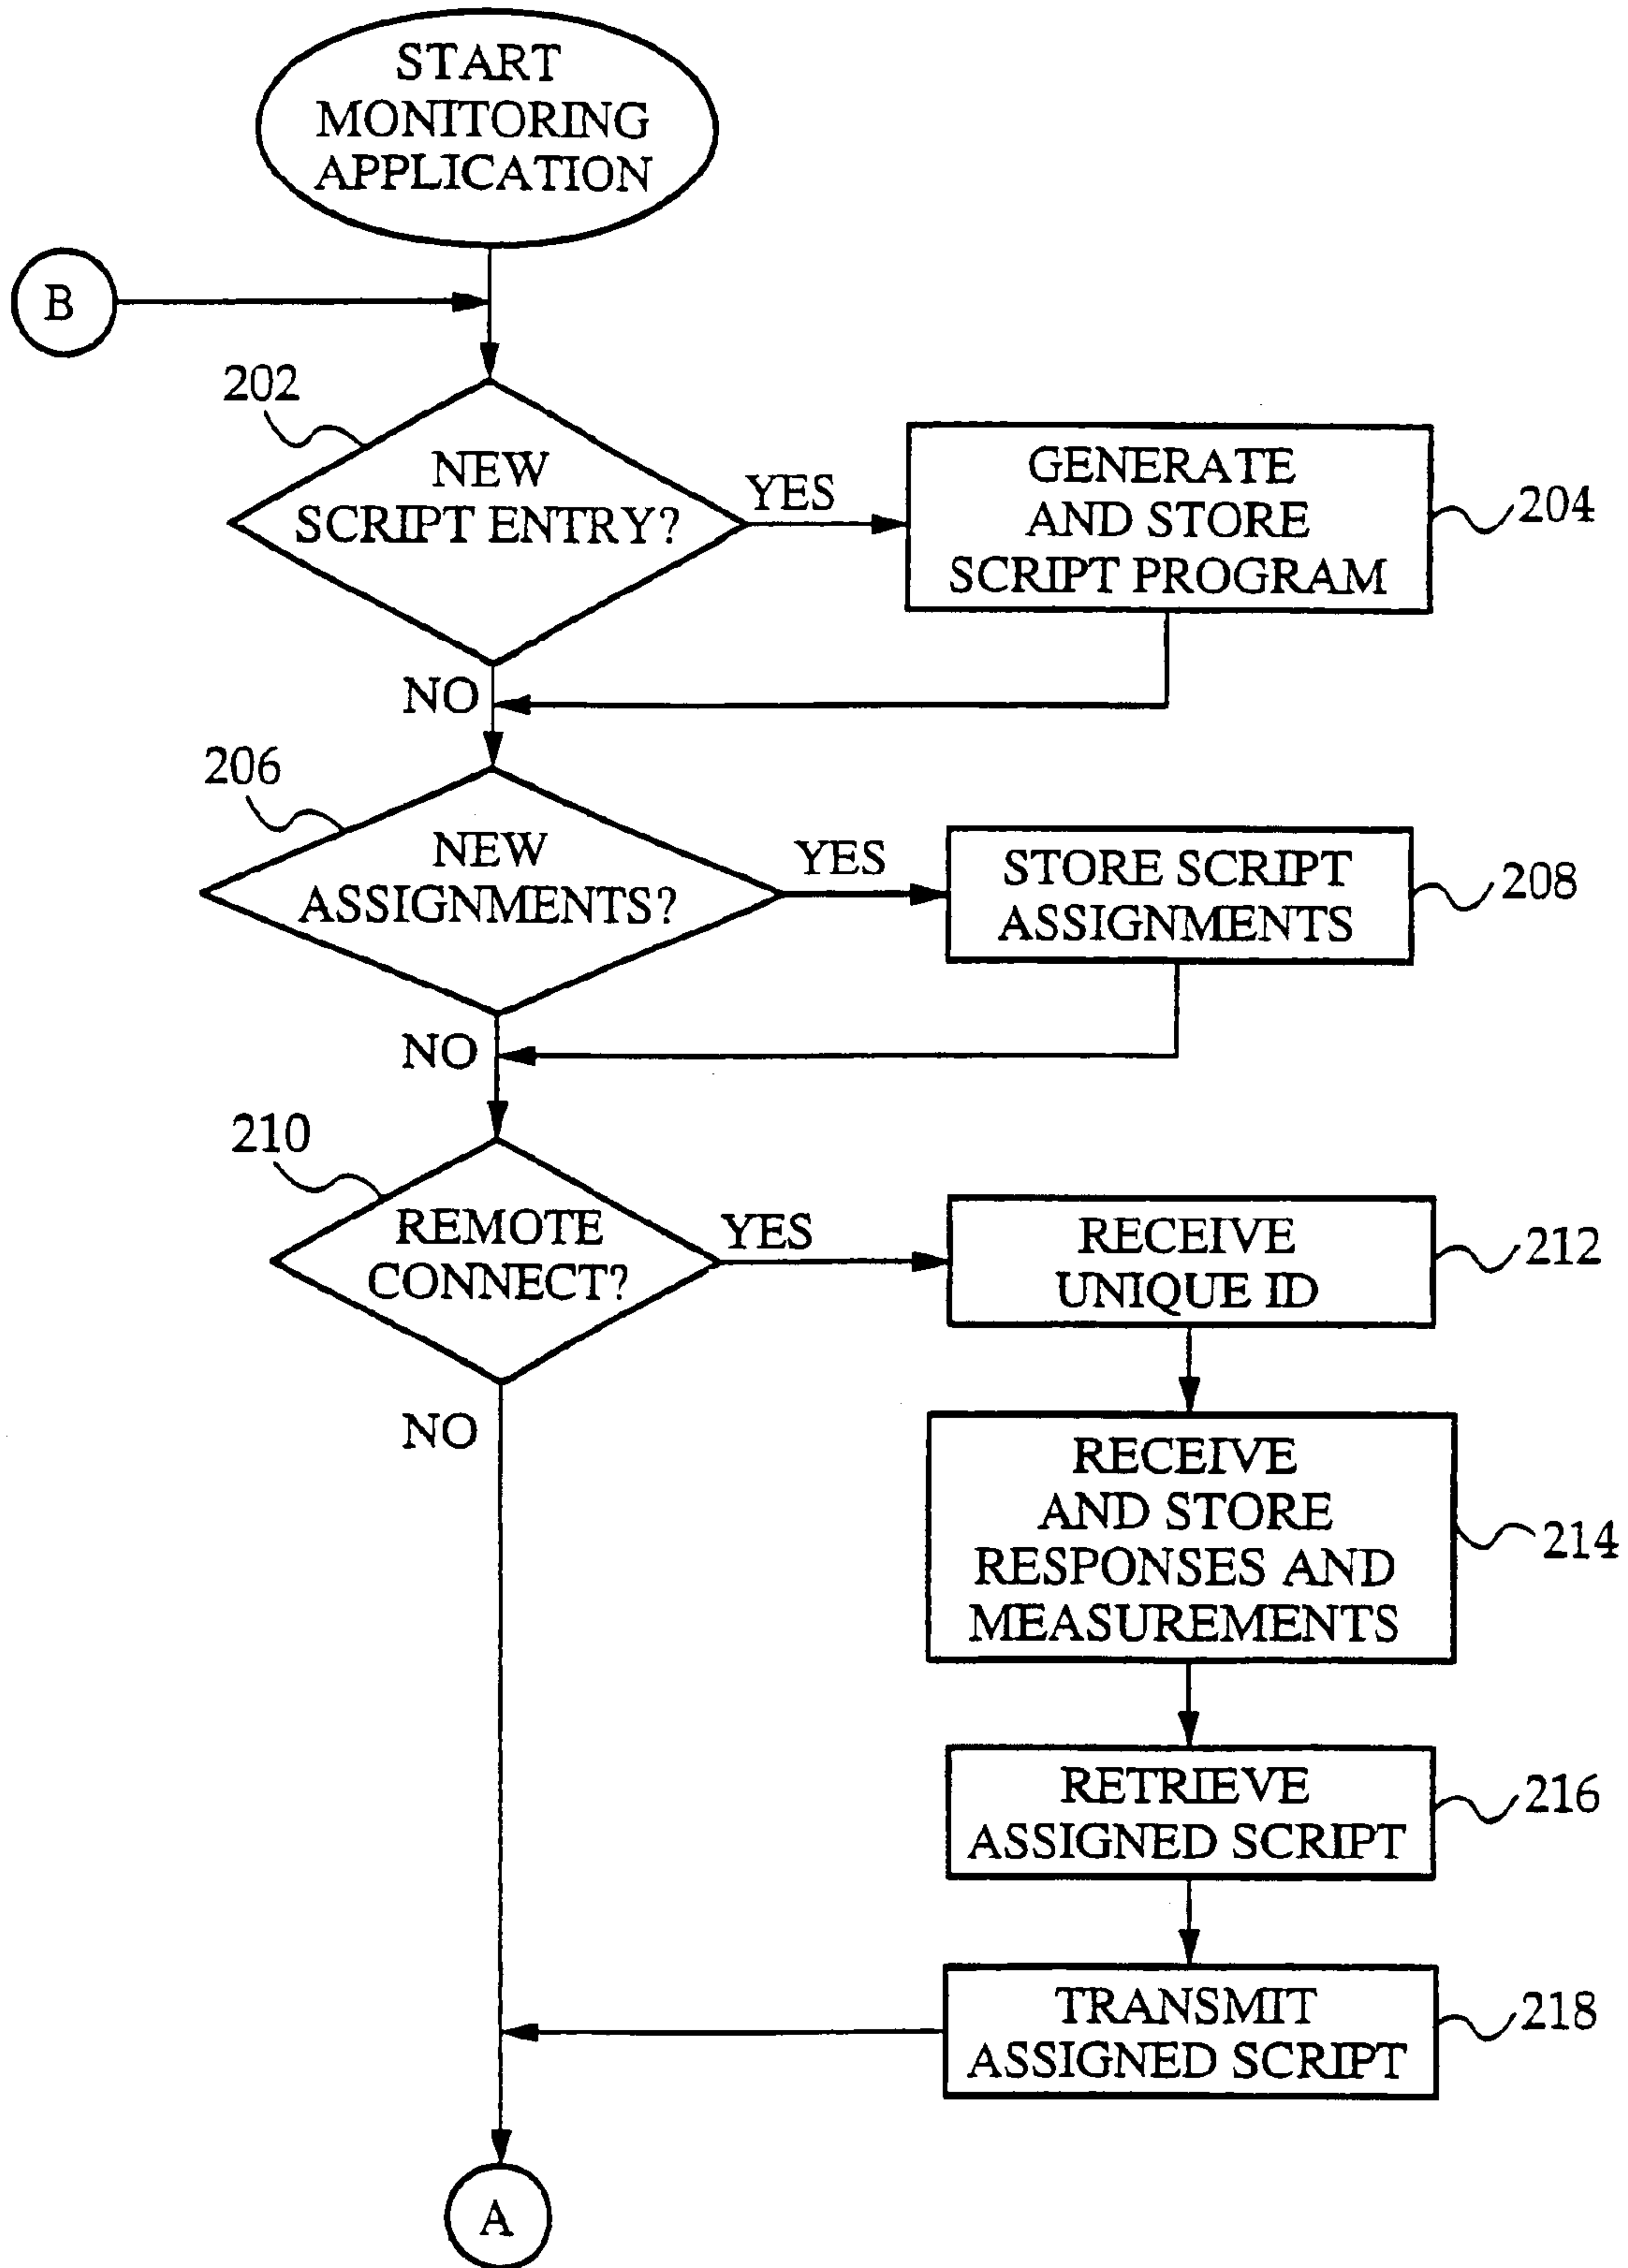 START
MONITORING
APPLICATION
B
202
NEW
SCRIPT ENTRY?
YES
GENERATE
AND STORE
SCRIPT PROGRAM
204
NO
206
NEW
ASSIGNMENTS?
YES
STORE SCRIPT
ASSIGNMENTS
208
NO
210
REMOTE
CONNECT?
YES
RECEIVE
UNIQUE ID
212
NO
RECEIVE
AND STORE
RESPONSES AND
MEASUREMENTS
214
RETRIEVE
ASSIGNED SCRIPT
216
TRANSMIT
ASSIGNED SCRIPT
218
A